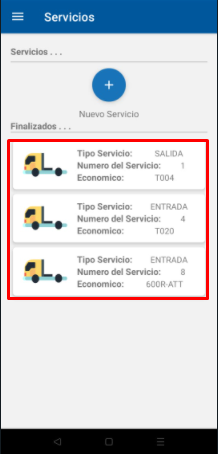 Servicios
Servicios . . .
Nuevo Servicio
Finalizados . . .
Tipo Servicio: SALIDA
Numero del Servicio: 1
Economico: T004
Tipo Servicio: ENTRADA
Numero del Servicio: 4
Economico: T020
Tipo Servicio: ENTRADA
Numero del Servicio: 8
Economico: 600R-ATT